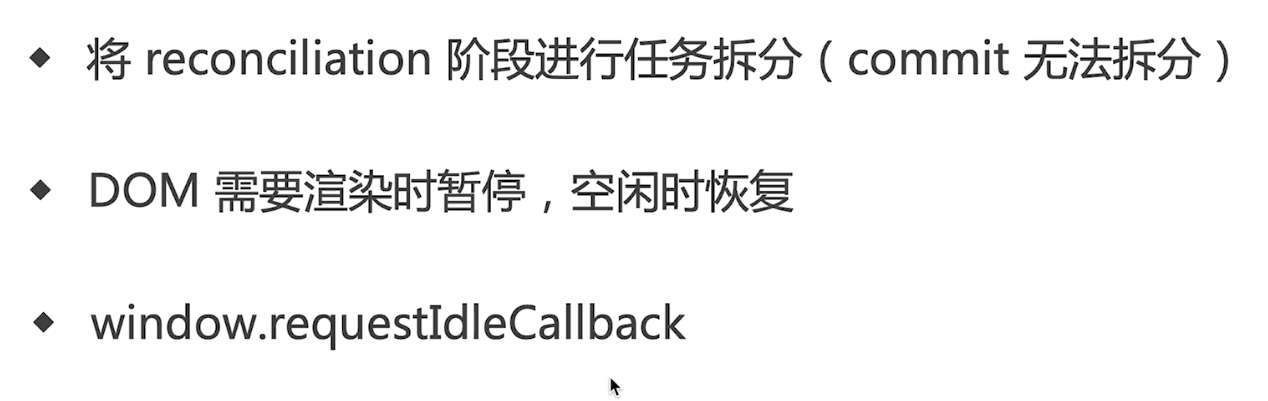 将 reconciliation 阶段进行任务拆分（commit 无法拆分）
DOM 需要渲染时暂停，空闲时恢复
window.requestIdleCallback